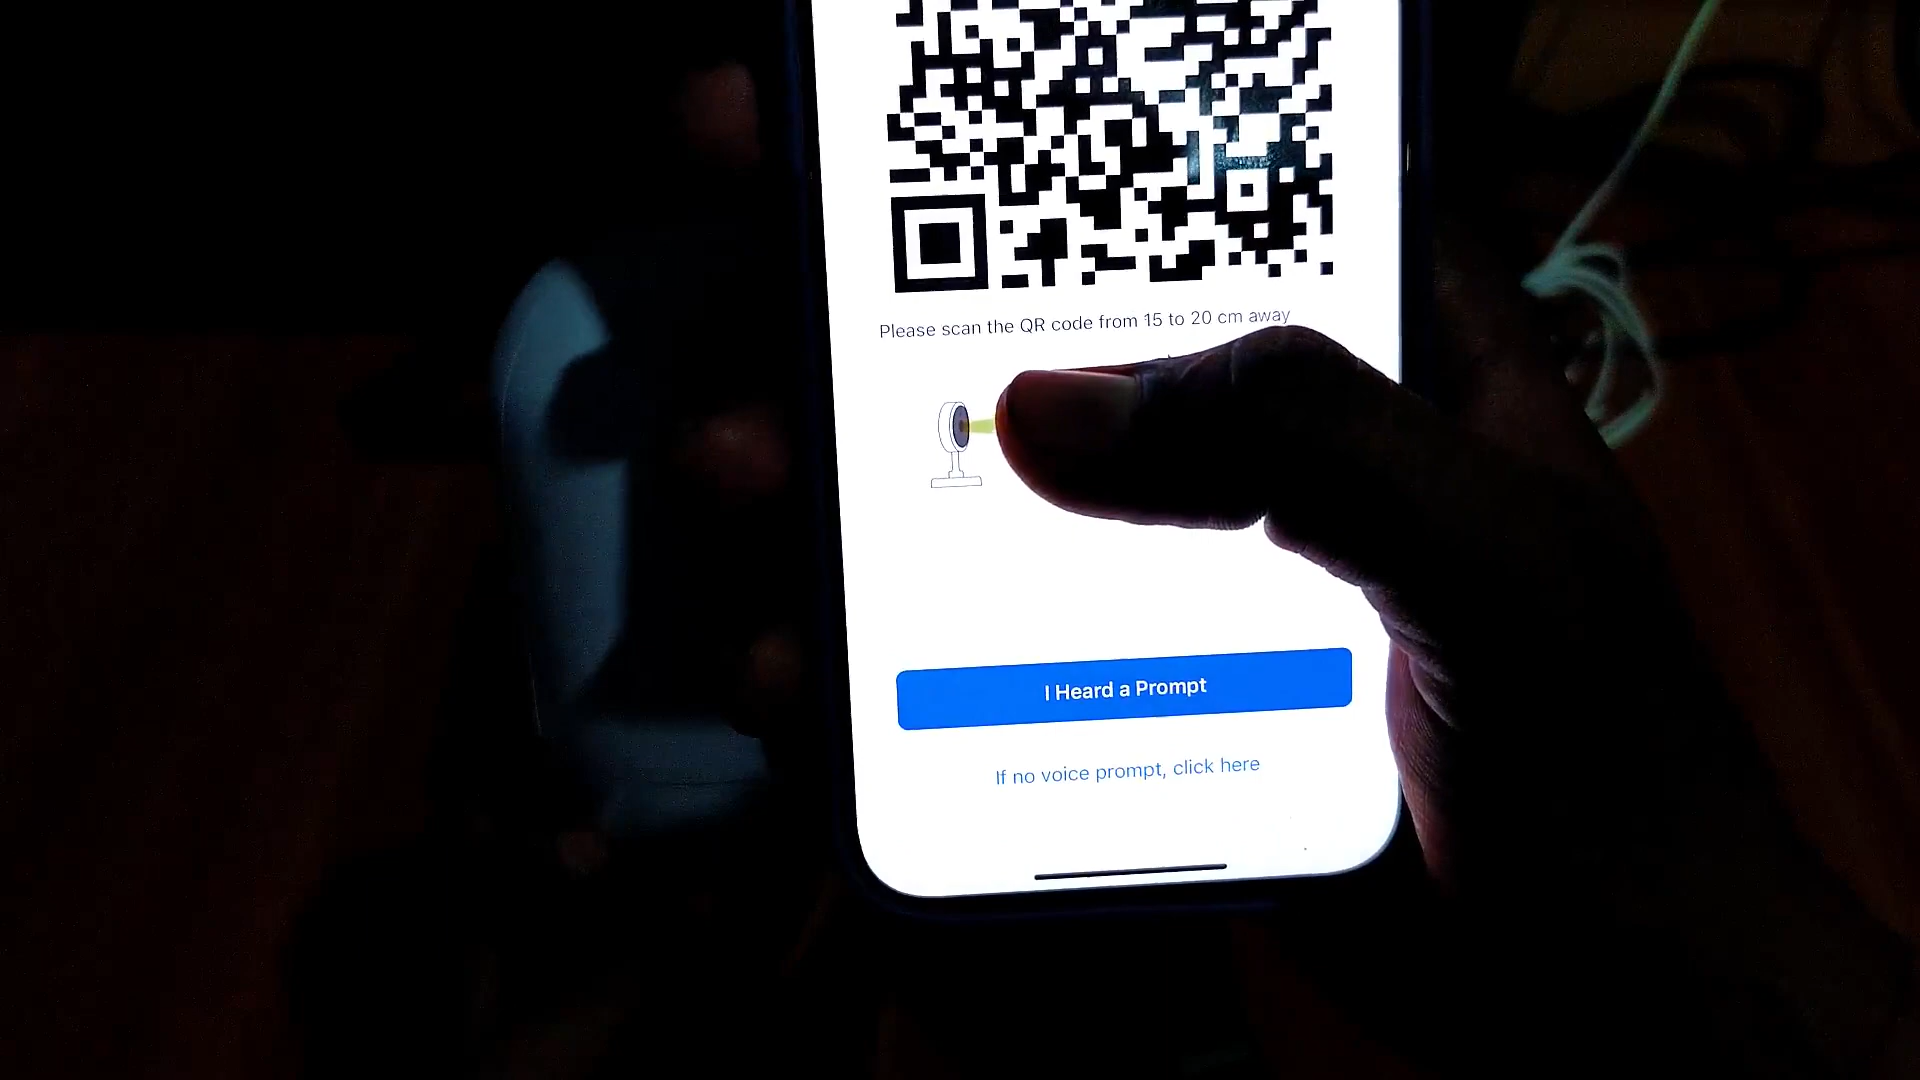 Please scan the QR code from 15 to 20 cm away
I Heard a Prompt
If no voice prompt, click here